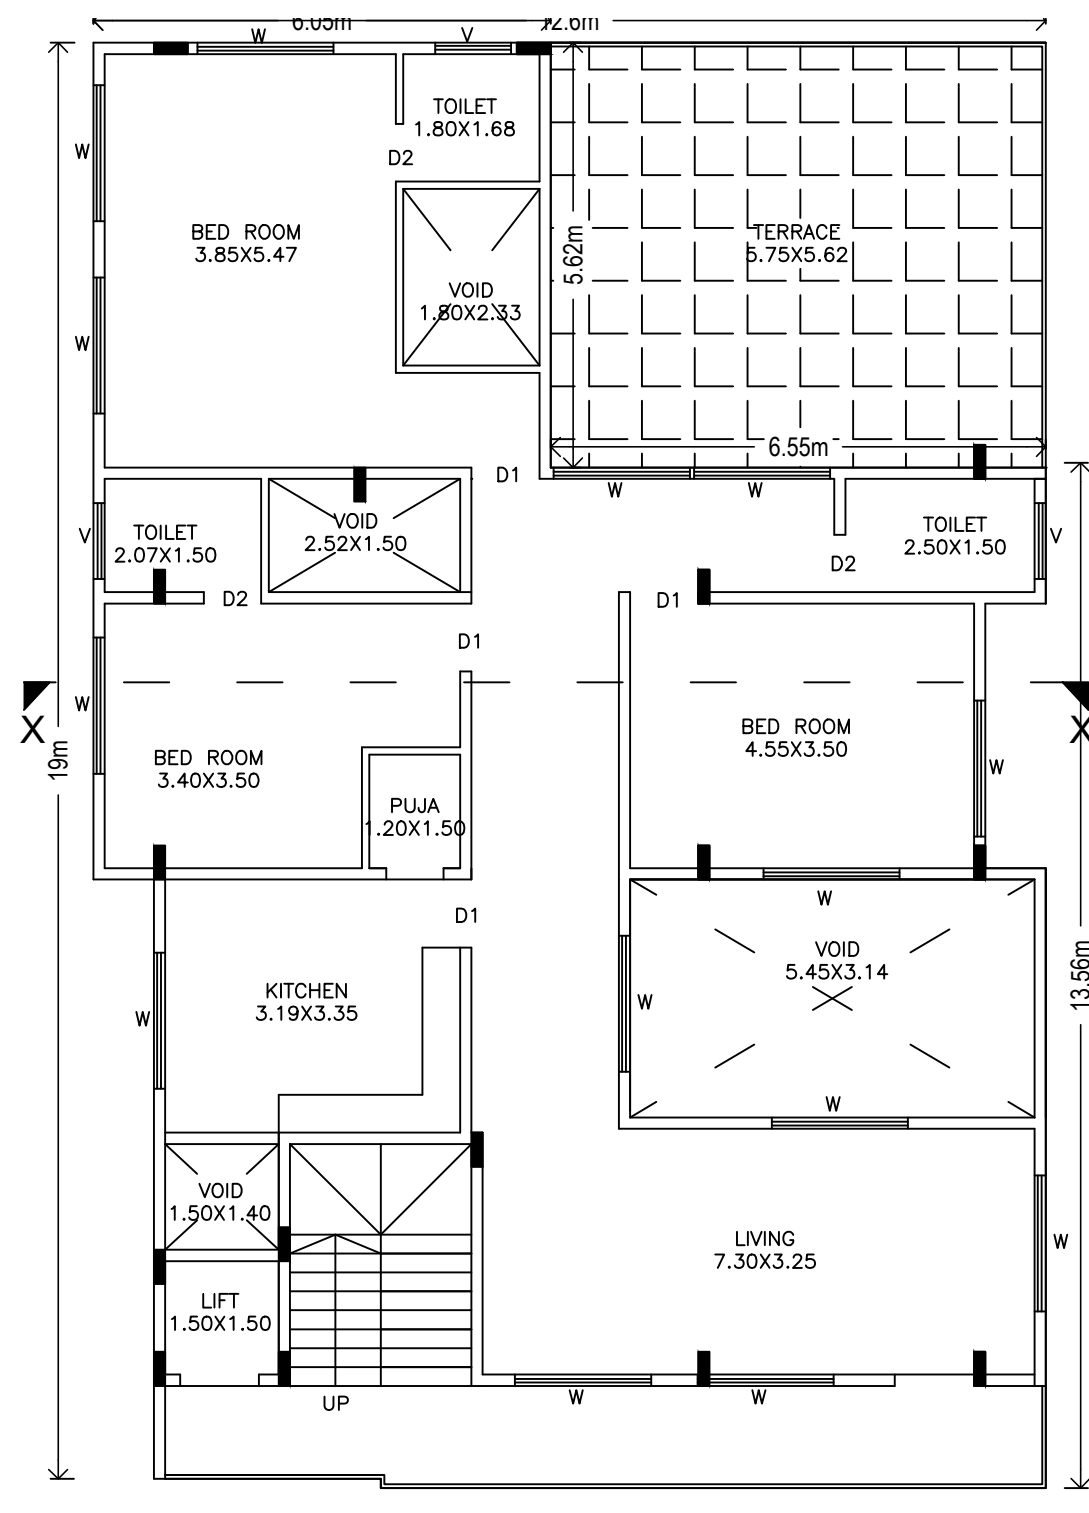 6.05m
12.6m
W
V
TOILET
1.80X1.68
W
D2
BED ROOM
3.85X5.47
TERRACE
5.75X5.62
5.62m
VOID
1.80X2.33
W
6.55m
D1
W
W
VOID
2.52X1.50
TOILET
2.07X1.50
V
TOILET
2.50X1.50
V
D2
D2
D1
D1
W
X
X
19m
BED ROOM
3.40X3.50
BED ROOM
4.55X3.50
W
PUJA
1.20X1.50
W
D1
VOID
5.45X3.14
13.56m
KITCHEN
3.19X3.35
W
W
W
VOID
1.50X1.40
LIVING
7.30X3.25
W
LIFT
1.50X1.50
UP
W
W